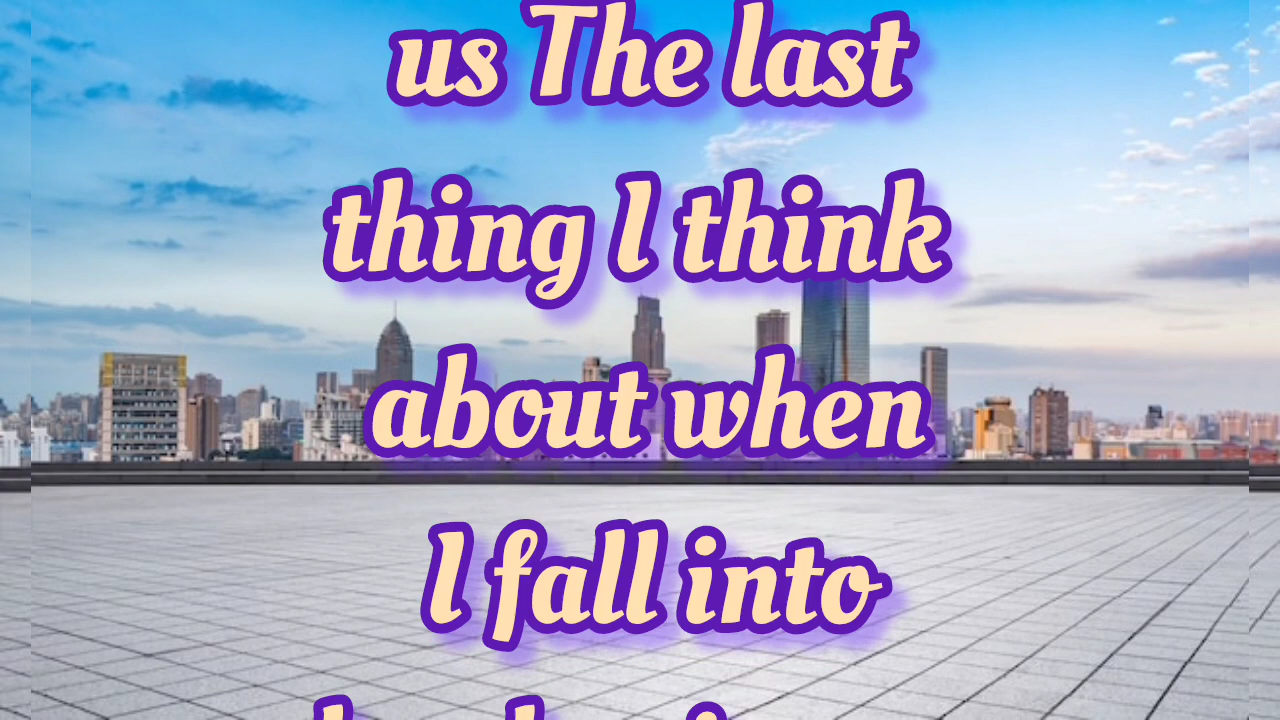 us The last
thing I think
about when
I fall into